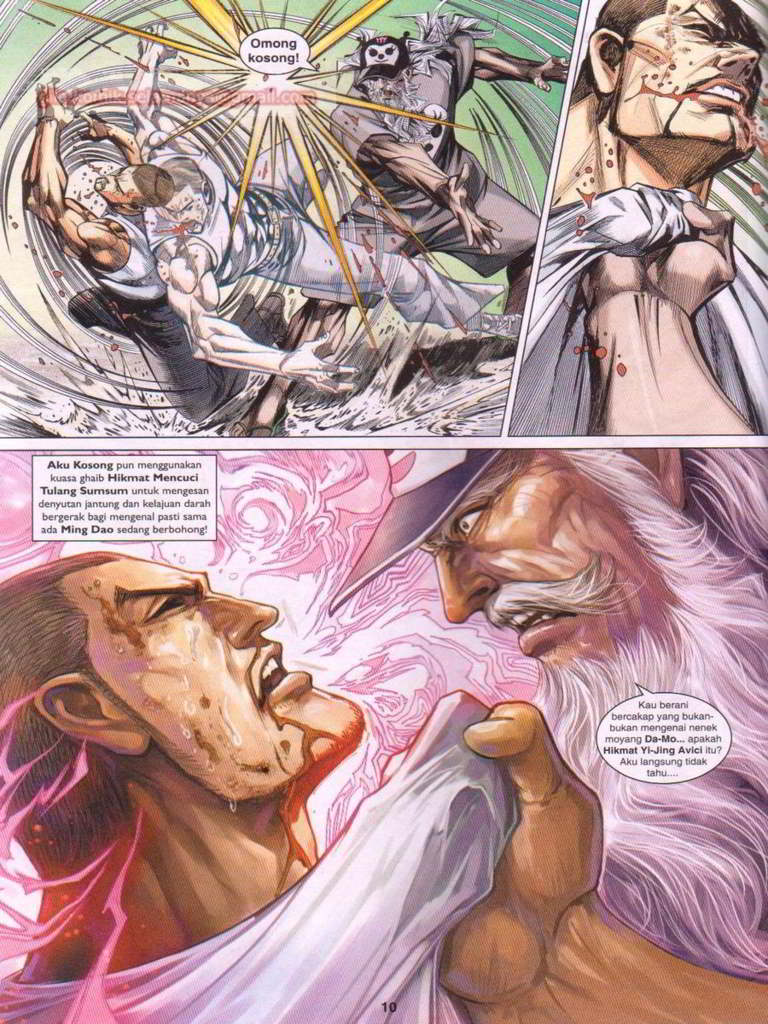 Omong
kosong!
Aku Kosong pun menggunakan
kuasa ghaib Hikmat Mencuci
Tulang Sumsum untuk mengesan
denyutan jantung dan kelajuan darah
bergerak bagi mengenal pasti sama
ada Ming Dao sedang berbohong!
Kau berani
bercakap yang bukan-
bukan mengenai nenek
moyang Da-Mo... apakah
Hikmat Yi-Jing Avici itu?
Aku langsung tidak
tahu....
10